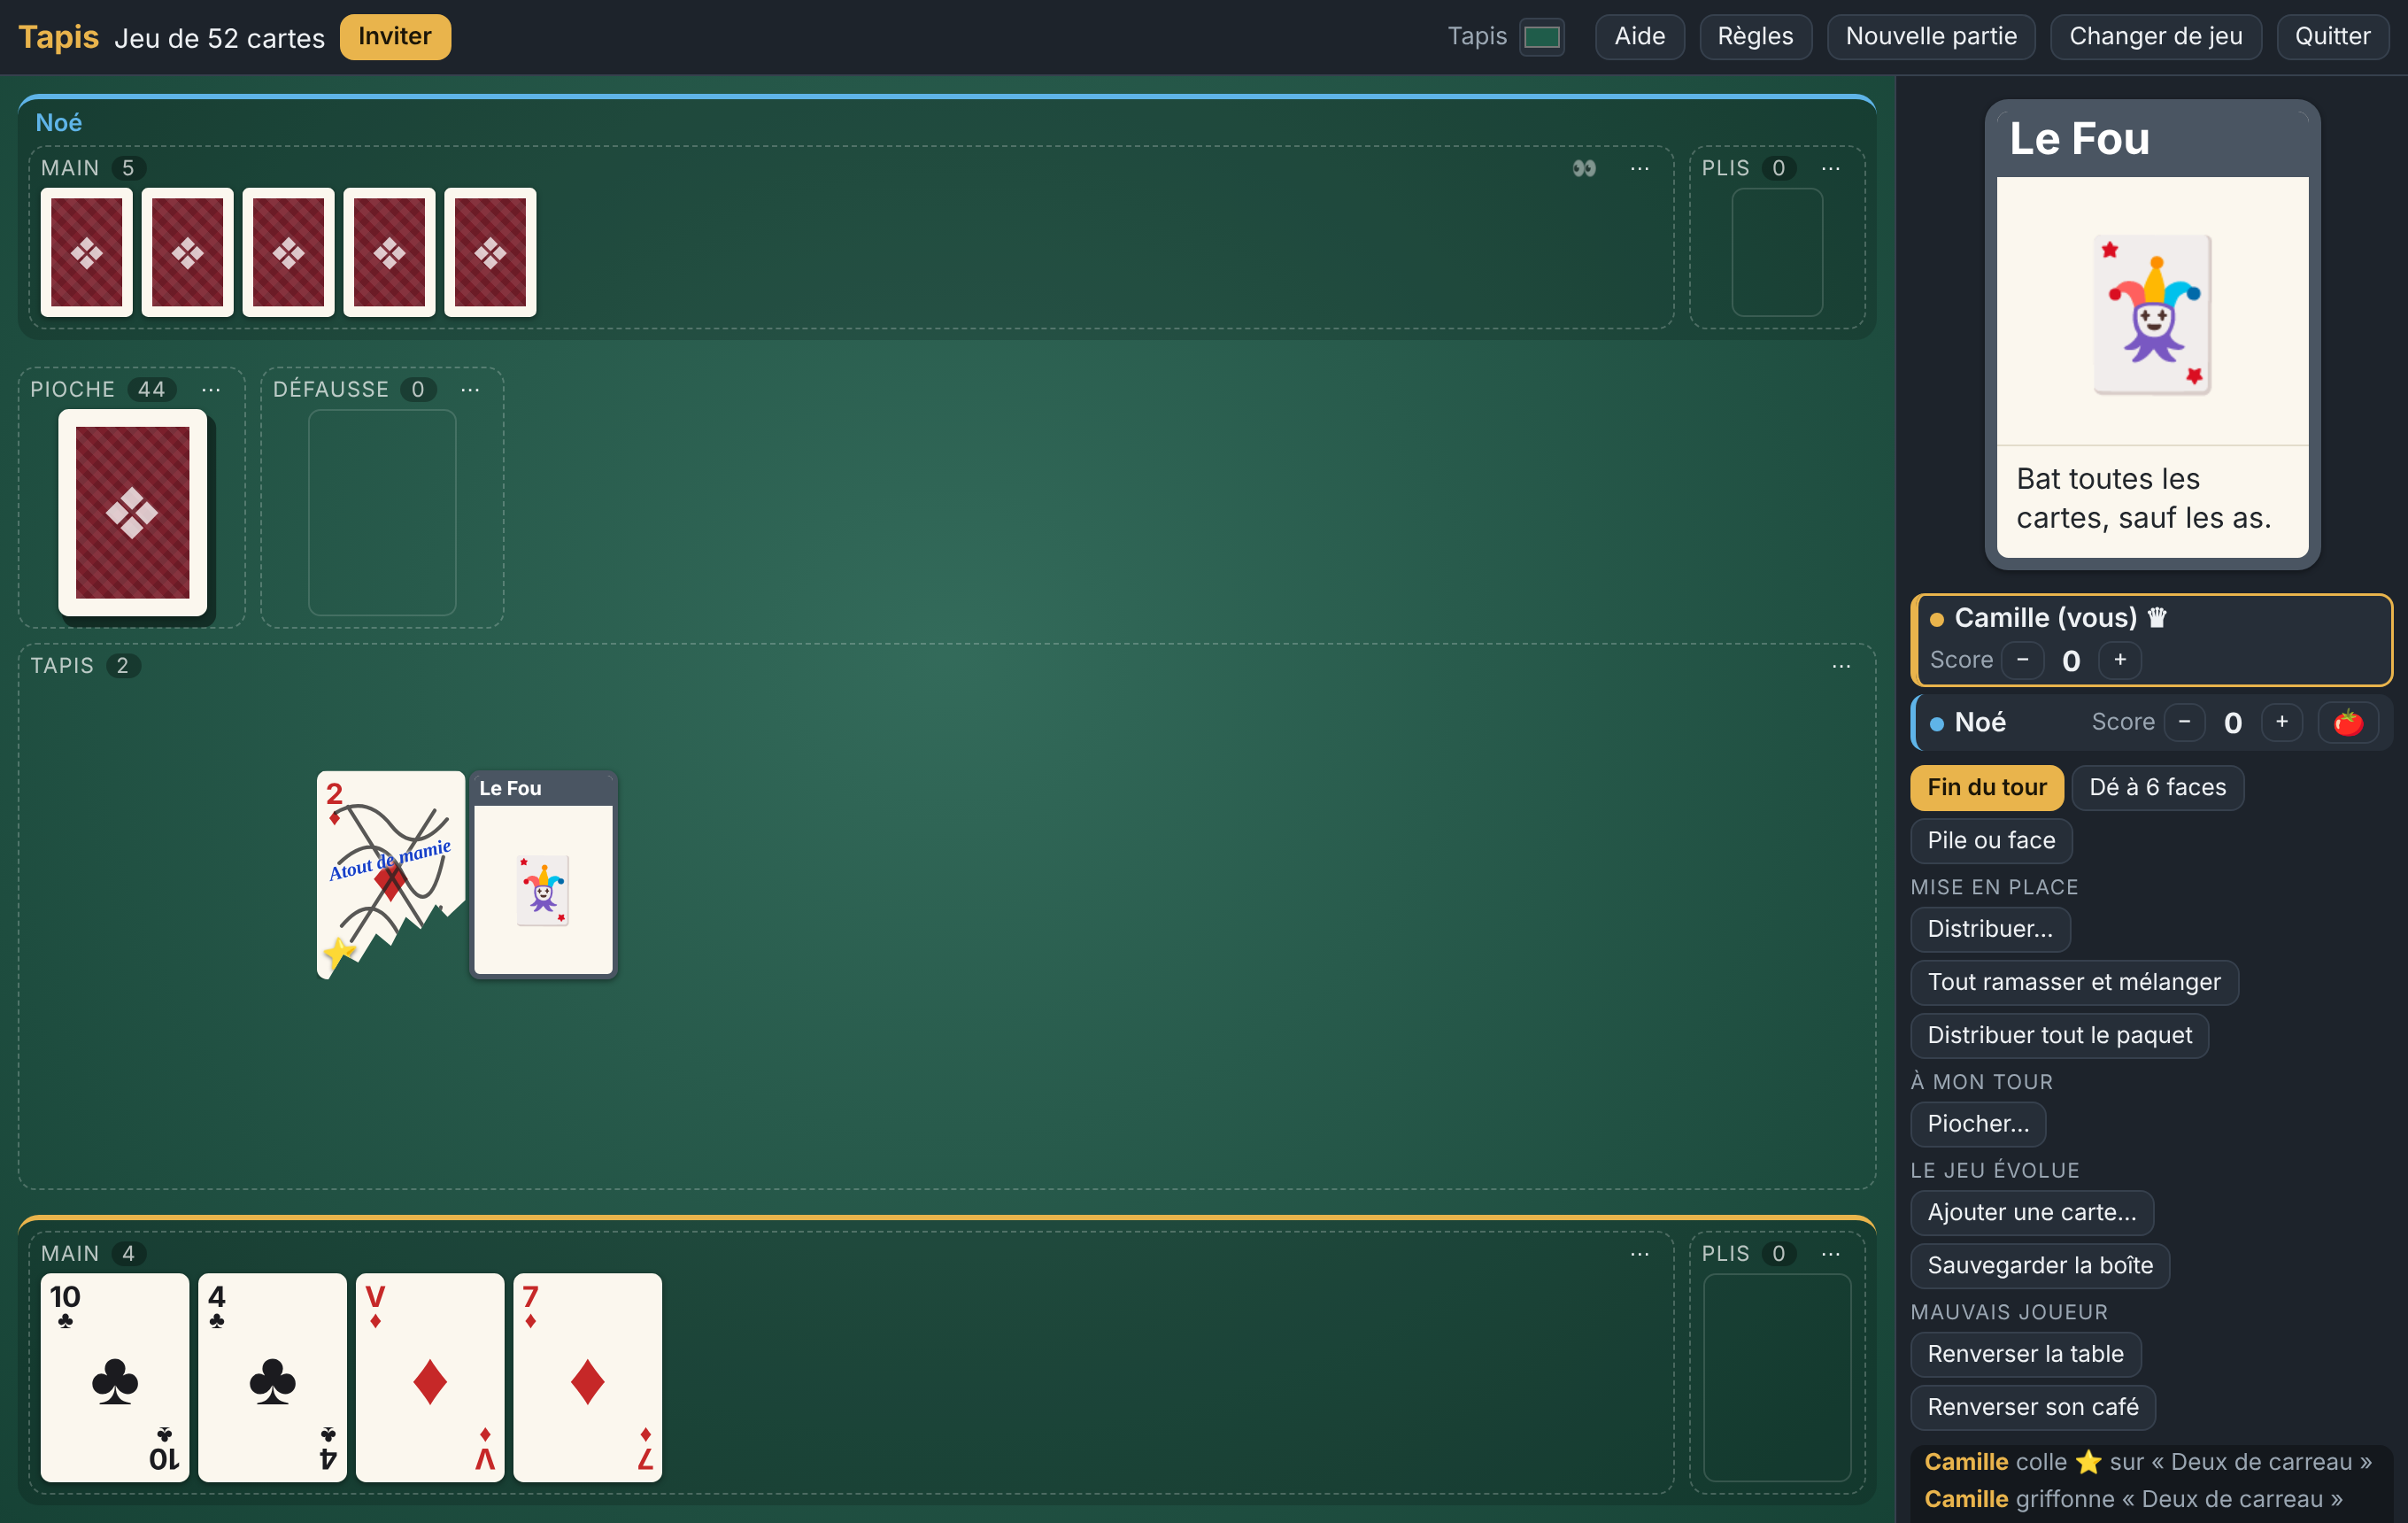 Tapis Jeu de 52 cartes Inviter Tapis Aide Règles Nouvelle partie Changer de jeu Quitter
Noé
MAIN 5 ... PLIS 0 ...
PIOCHE 44 ... DÉFAUSSE 0 ...
TAPIS 2 ...
2
Atout de mamie
Le Fou
MAIN 4 ... PLIS 0 ...
10 4 V 7
10 4 V 7
Le Fou
Bat toutes les
cartes, sauf les as.
Camille (vous)
Score − 0 +
Noé Score − 0 +
Fin du tour Dé à 6 faces
Pile ou face
MISE EN PLACE
Distribuer...
Tout ramasser et mélanger
Distribuer tout le paquet
À MON TOUR
Piocher...
LE JEU ÉVOLUE
Ajouter une carte...
Sauvegarder la boîte
MAUVAIS JOUEUR
Renverser la table
Renverser son café
Camille colle ⭐ sur « Deux de carreau »
Camille griffonne « Deux de carreau »